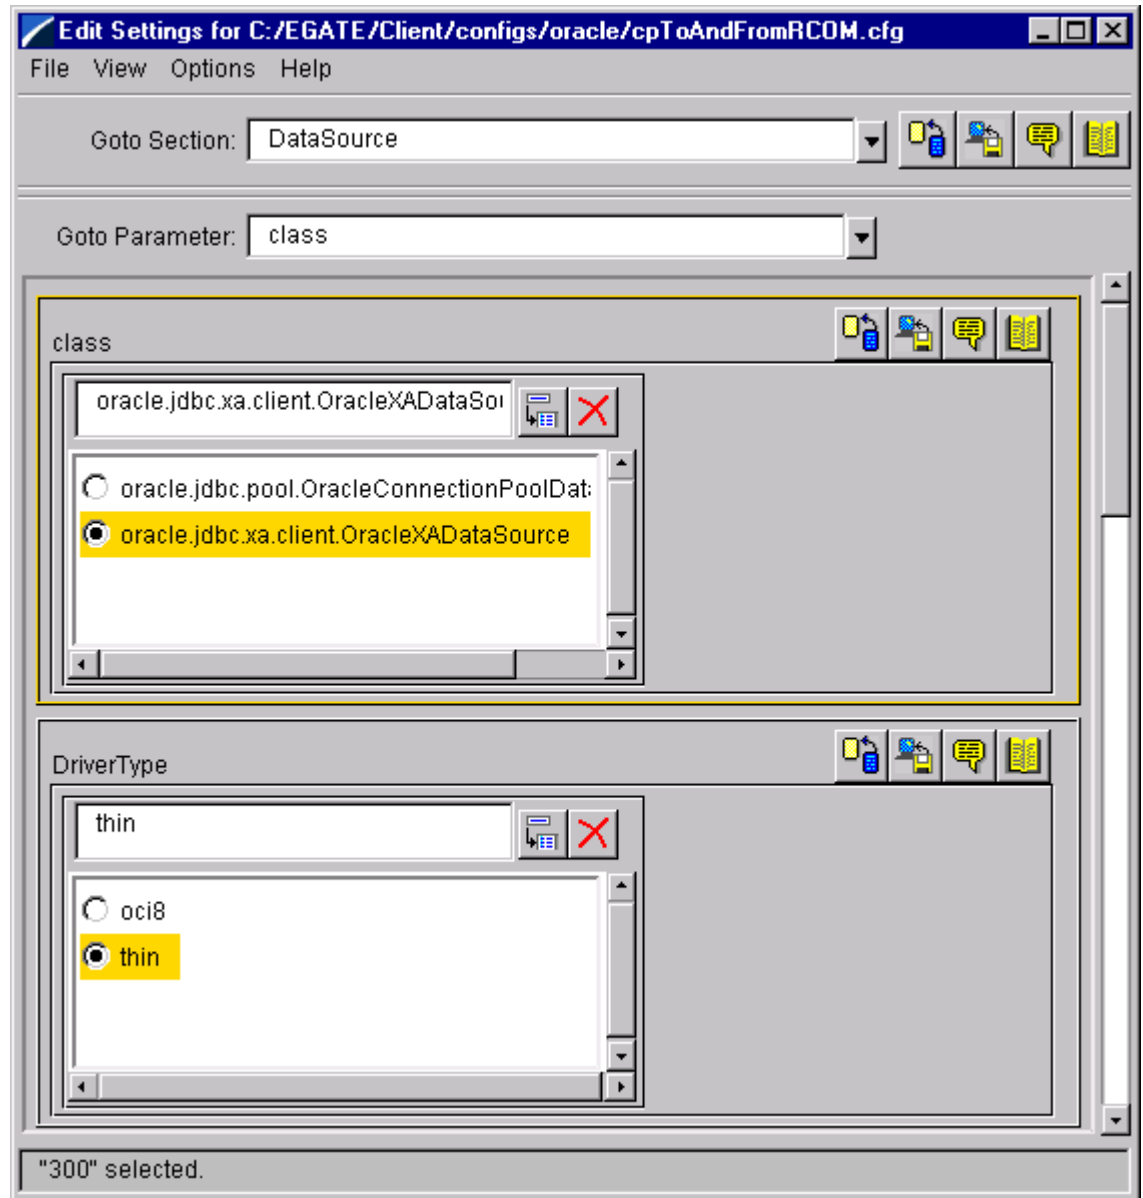 Edit Settings for C:/EGATE/Client/configs/oracle/cpToAndFromRCOM.cfg
File View Options Help
Goto Section: DataSource
Goto Parameter: class
class
oracle.jdbc.xa.client.OracleXADataSou
oracle.jdbc.pool.OracleConnectionPoolData
oracle.jdbc.xa.client.OracleXADataSource
DriverType
thin
oci8
thin
"300" selected.